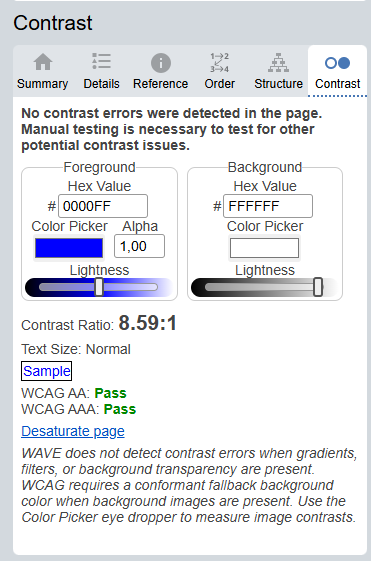 Contrast
Summary Details Reference Order Structure Contrast
1→2
3→4
No contrast errors were detected in the page.
Manual testing is necessary to test for other
potential contrast issues.
Foreground
Hex Value
# 0000FF
Color Picker Alpha
1,00
Lightness
Background
Hex Value
# FFFFFF
Color Picker
Lightness
Contrast Ratio: 8.59:1
Text Size: Normal
Sample
WCAG AA: Pass
WCAG AAA: Pass
Desaturate page
WAVE does not detect contrast errors when gradients,
filters, or background transparency are present.
WCAG requires a conformant fallback background
color when background images are present. Use the
Color Picker eye dropper to measure image contrasts.